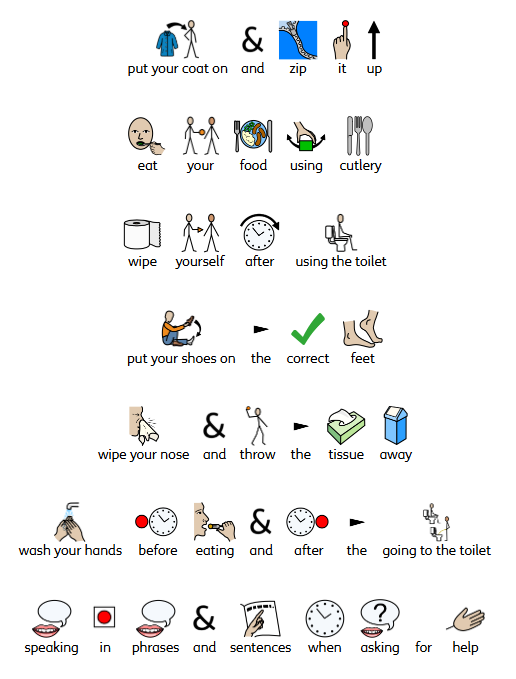 put your coat on & and zip it up
eat your food using cutlery
wipe yourself after using the toilet
put your shoes on the correct feet
wipe your nose & and throw the tissue away
wash your hands before eating & and after the going to the toilet
speaking in phrases & and sentences when ? asking for help